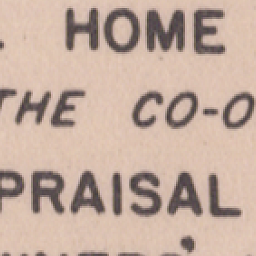 . HOME
THE CO-O
PRAISAL